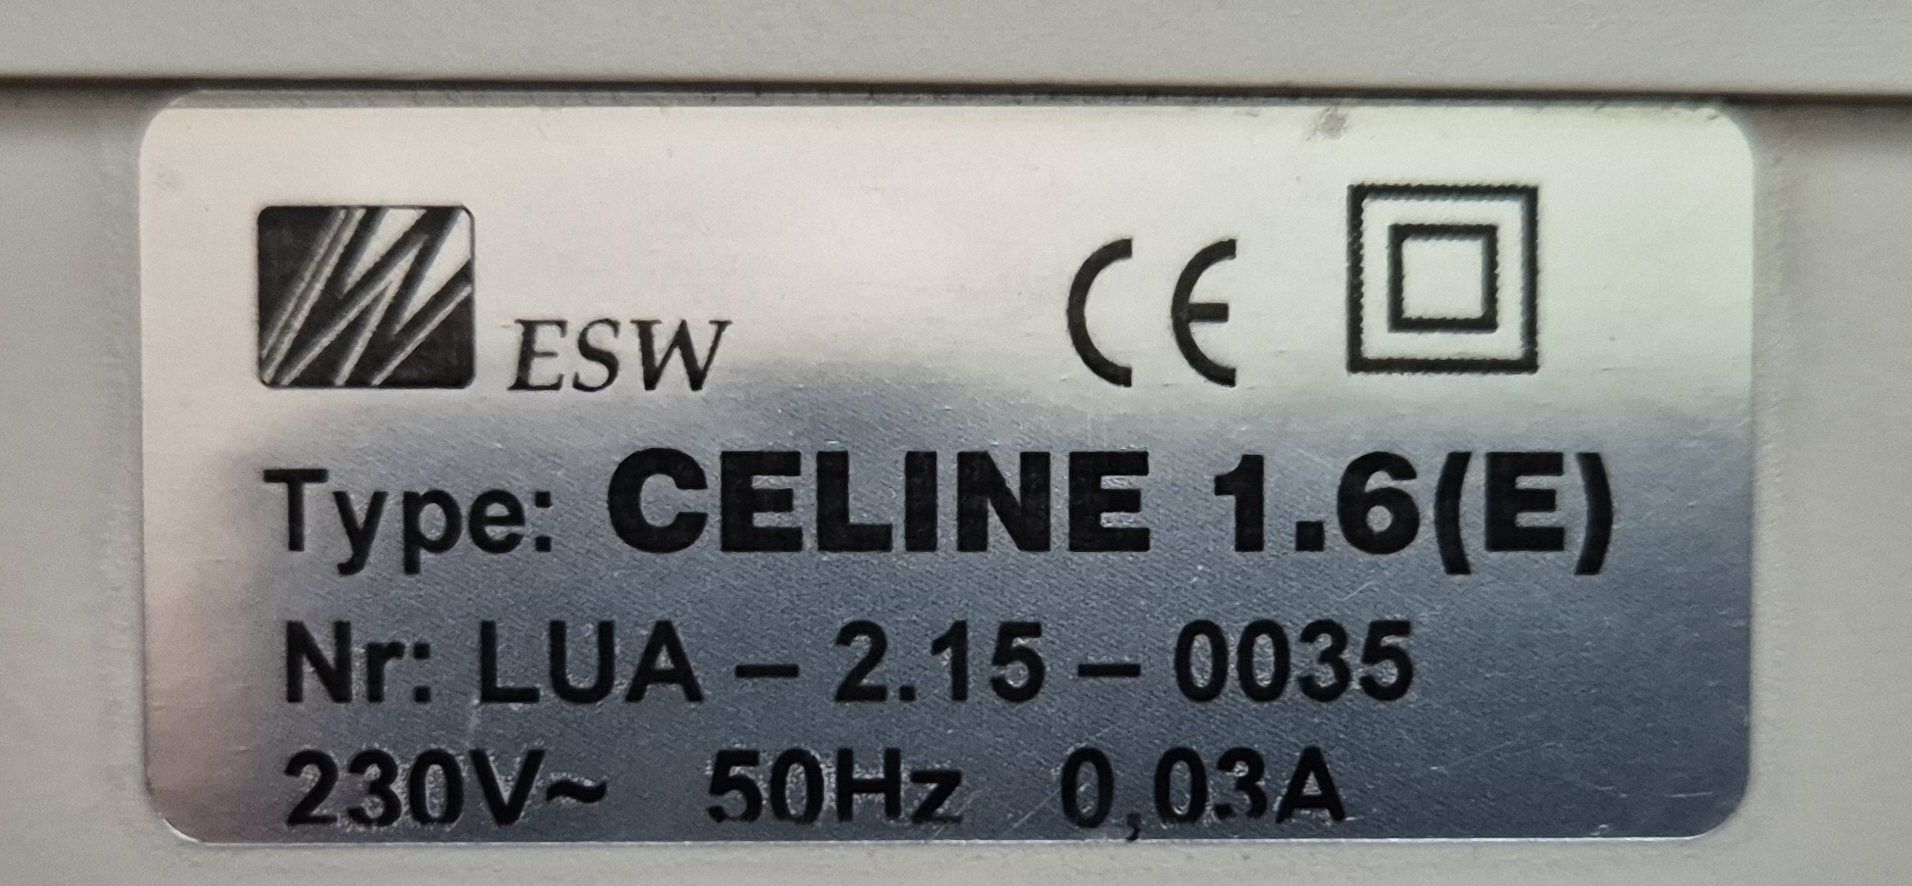 ESW CE
Type: CELINE 1.6(E)
Nr: LUA – 2.15 – 0035
230V~ 50Hz 0,03A